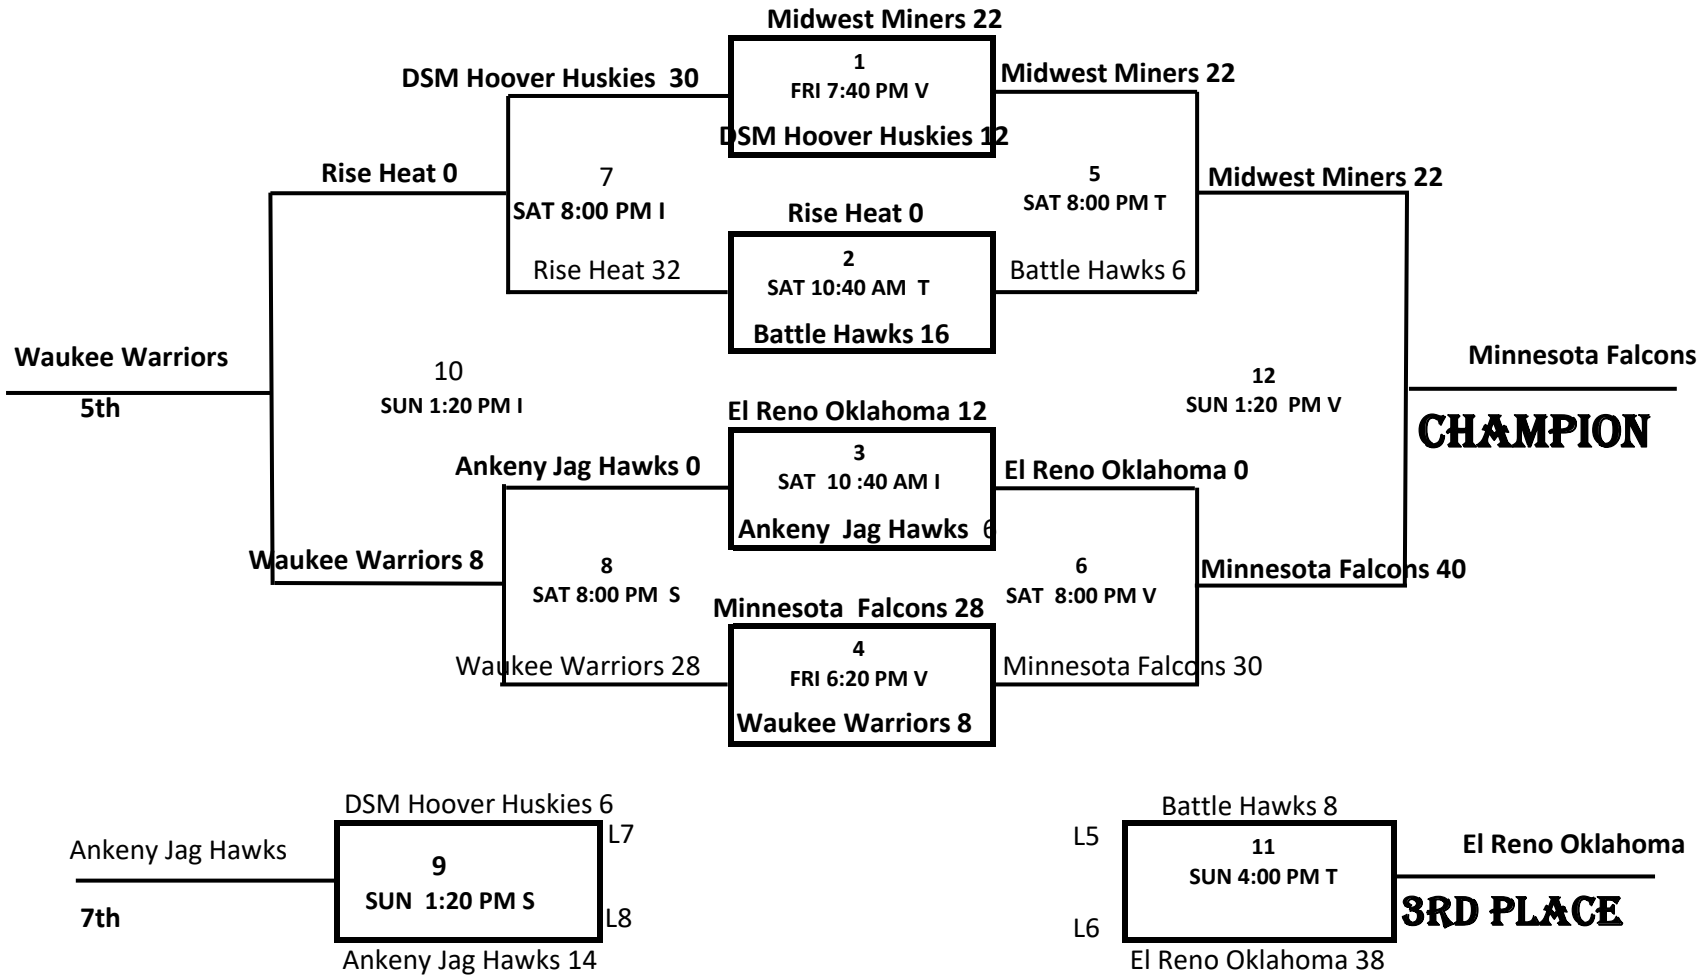 Midwest Miners 22
DSM Hoover Huskies  30
1
FRI 7:40 PM V
DSM Hoover Huskies 12
Midwest Miners 22
Rise Heat 0
7
SAT 8:00 PM I
5
SAT 8:00 PM T
Midwest Miners 22
Rise Heat 0
Rise Heat 32
2
SAT 10:40 AM  T
Battle Hawks 16
Battle Hawks 6
Waukee Warriors
5th
10
SUN 1:20 PM I
12
SUN 1:20  PM V
Minnesota Falcons
CHAMPION
El Reno Oklahoma 12
Ankeny Jag Hawks 0
3
SAT  10 :40 AM I
Ankeny  Jag Hawks  6
El Reno Oklahoma 0
Waukee Warriors 8
8
SAT 8:00 PM  S
6
SAT  8:00 PM V
Minnesota Falcons 40
Minnesota  Falcons 28
Waukee Warriors 28
4
FRI 6:20 PM V
Waukee Warriors 8
Minnesota Falcons 30
DSM Hoover Huskies 6
L7
Ankeny Jag Hawks
7th
9
SUN  1:20 PM S
L8
Ankeny Jag Hawks 14
Battle Hawks 8
L5
11
SUN 4:00 PM T
L6
El Reno Oklahoma 38
El Reno Oklahoma
3RD PLACE